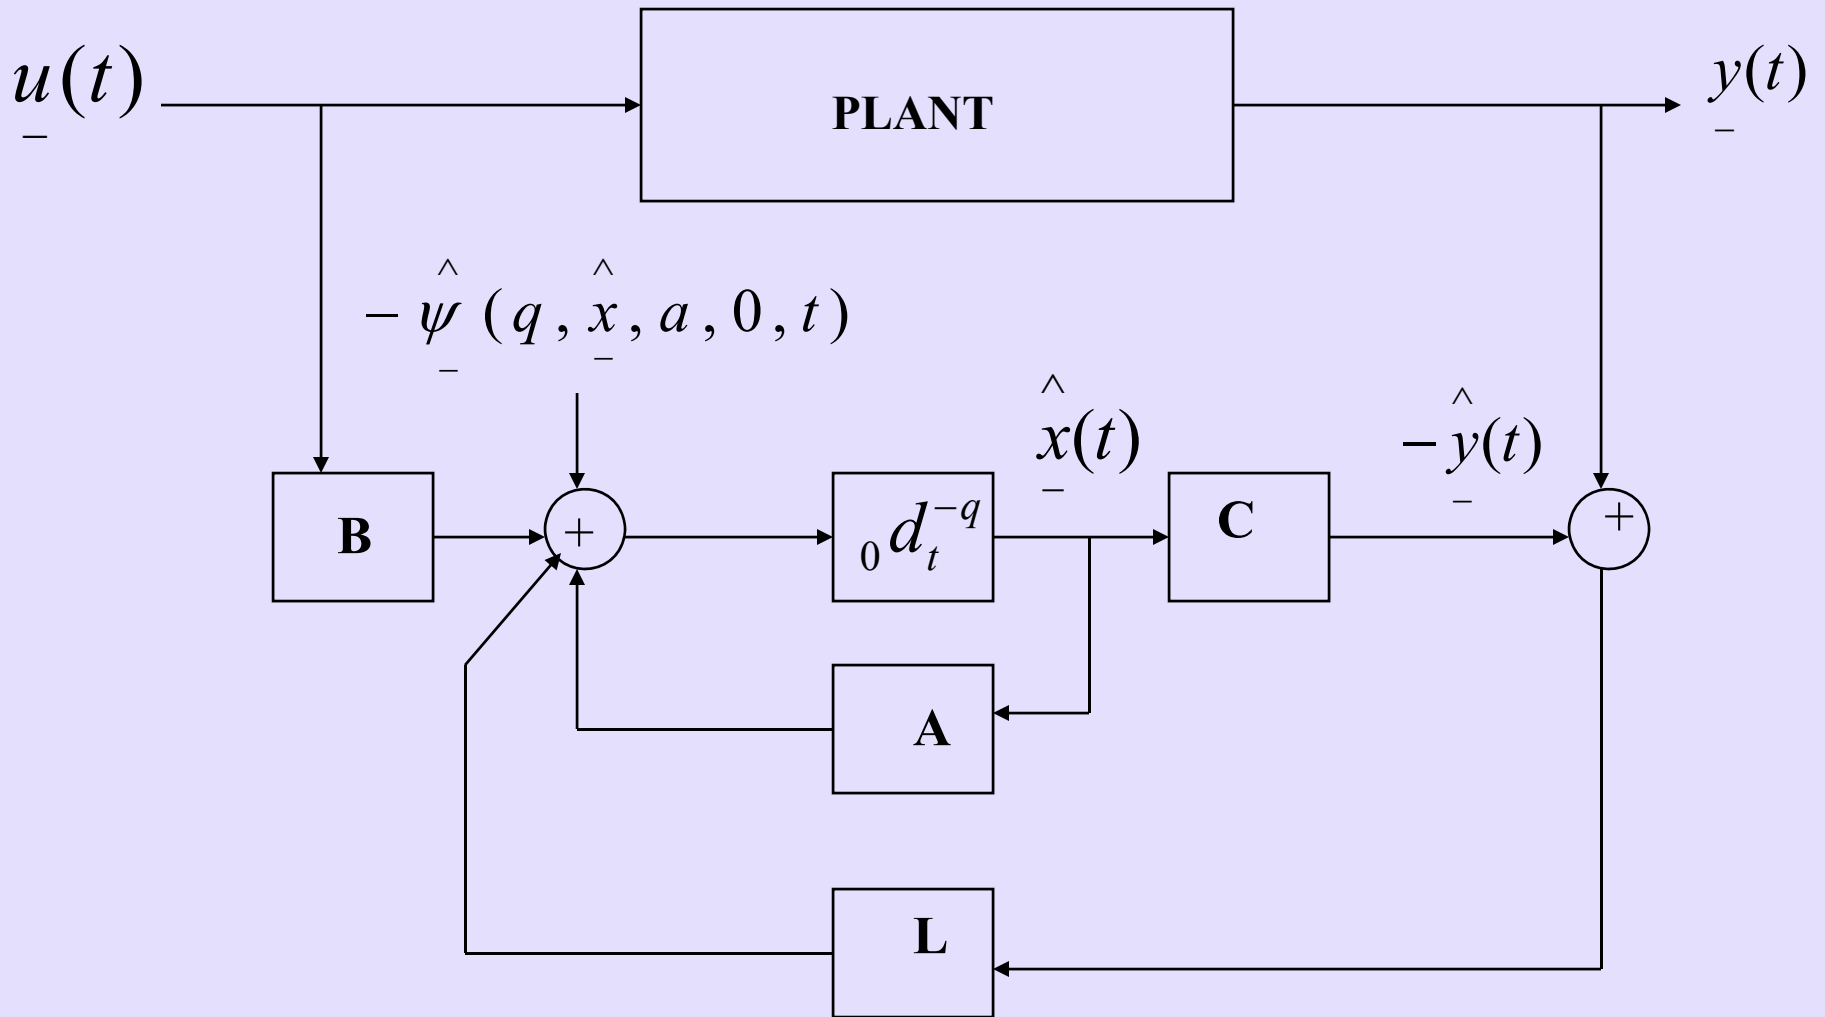 u(t)
PLANT
y(t)
− ψ̂ (q, x̂, a, 0, t)
x̂(t)
− ŷ(t)
B
+
₀d_t^{−q}
C
+
A
L